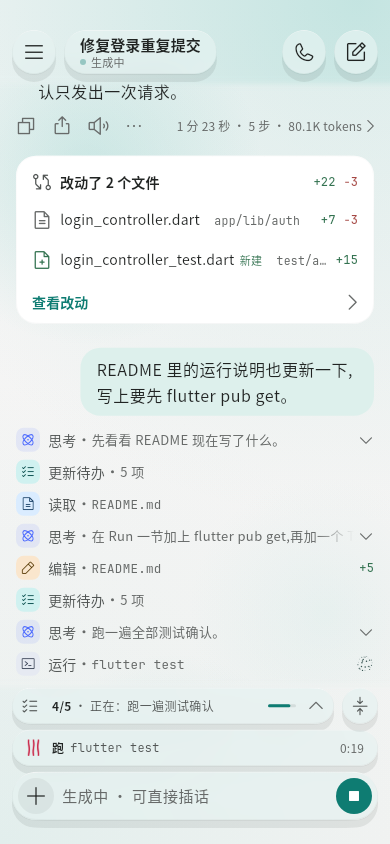 修复登录重复提交
生成中
认只发出一次请求。
1 分 23 秒 · 5 步 · 80.1K tokens
改动了 2 个文件 +22 -3
login_controller.dart app/lib/auth +7 -3
login_controller_test.dart 新建 test/a… +15
查看改动
README 里的运行说明也更新一下,
写上要先 flutter pub get。
思考 · 先看看 README 现在写了什么。
更新待办 · 5 项
读取 · README.md
思考 · 在 Run 一节加上 flutter pub get,再加一个
编辑 · README.md +5
更新待办 · 5 项
思考 · 跑一遍全部测试确认。
运行 · flutter test
4/5 · 正在: 跑一遍测试确认
跑 flutter test 0:19
生成中 · 可直接插话